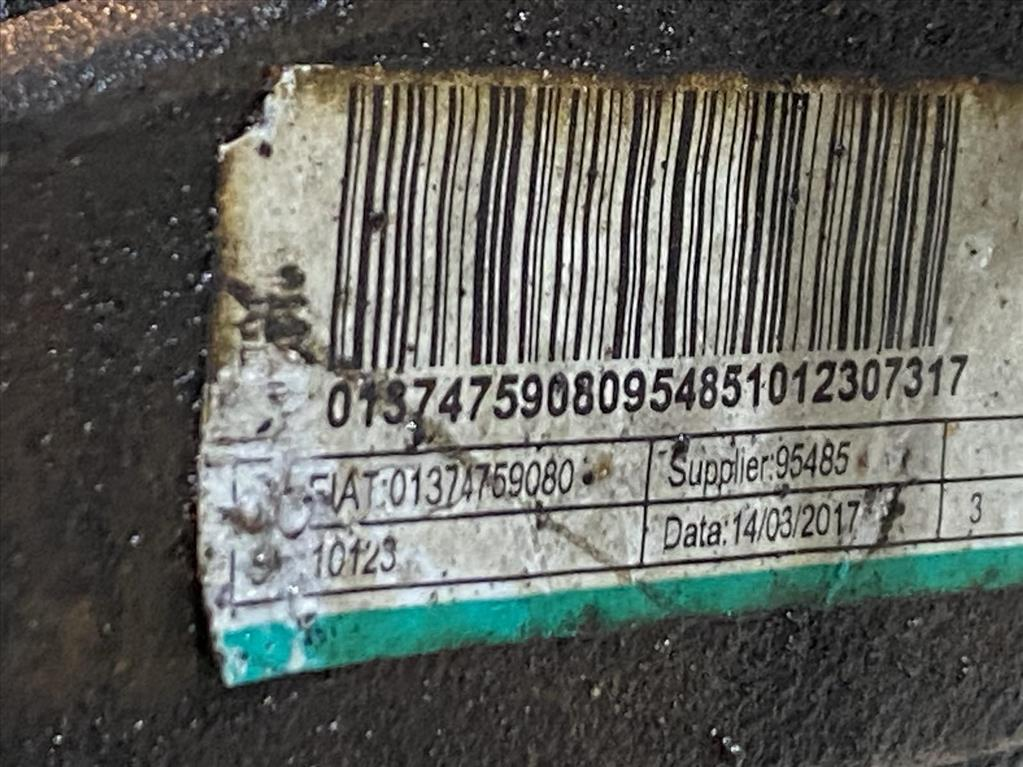 01374759080954851012307317
FIAT:01374759080 Supplier:95485
10123 Data:14/03/2017 3